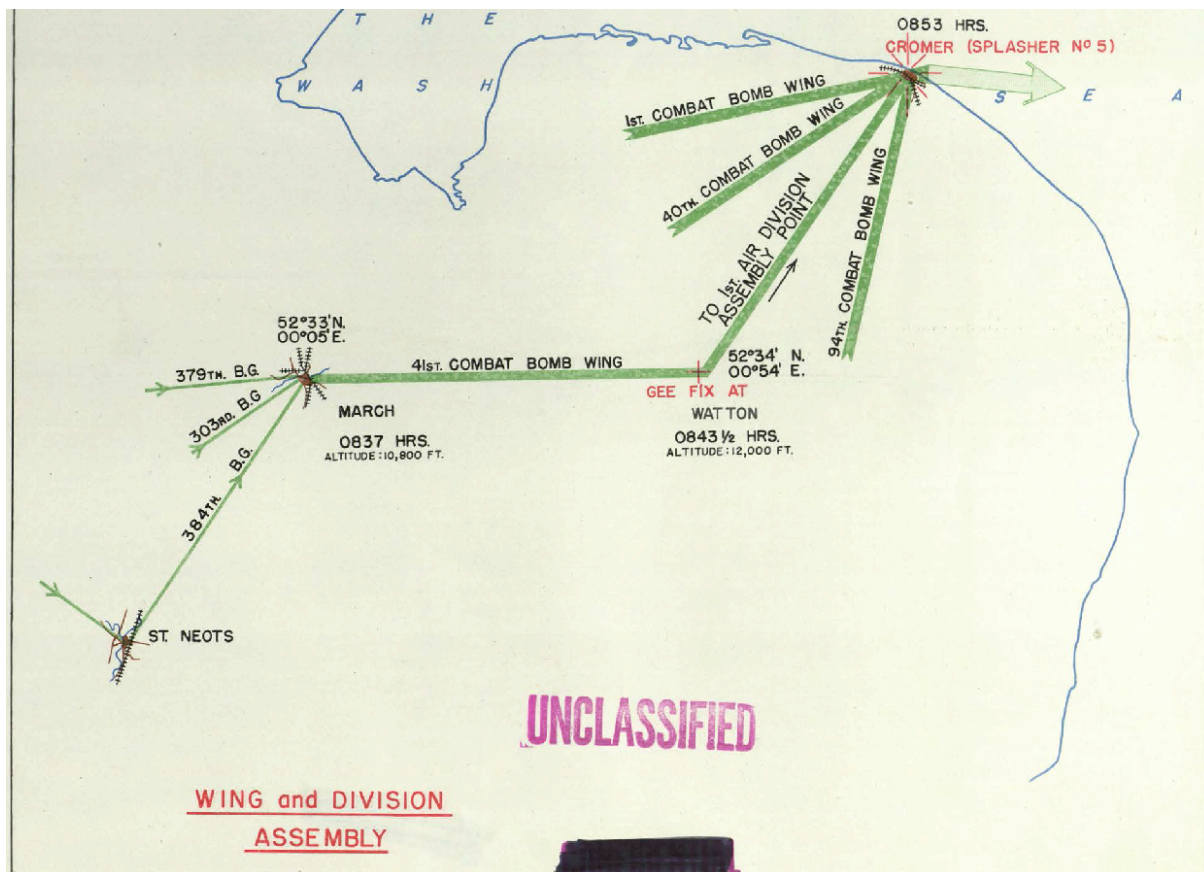 T H E
W A S H
0853 HRS.
CROMER (SPLASHER Nº 5)
S E A
1ST. COMBAT BOMB WING
40TH. COMBAT BOMB WING
TO 1ST. AIR DIVISION
ASSEMBLY POINT
94TH. COMBAT BOMB WING
52°33'N.
00°05'E.
379TH. B.G.
303RD. B.G
384TH. B.G.
41ST. COMBAT BOMB WING
52°34' N.
00°54' E.
GEE FIX AT
MARCH
WATTON
0837 HRS.
ALTITUDE: 10,800 FT.
0843 ½ HRS.
ALTITUDE: 12,000 FT.
ST. NEOTS
UNCLASSIFIED
WING and DIVISION
ASSEMBLY